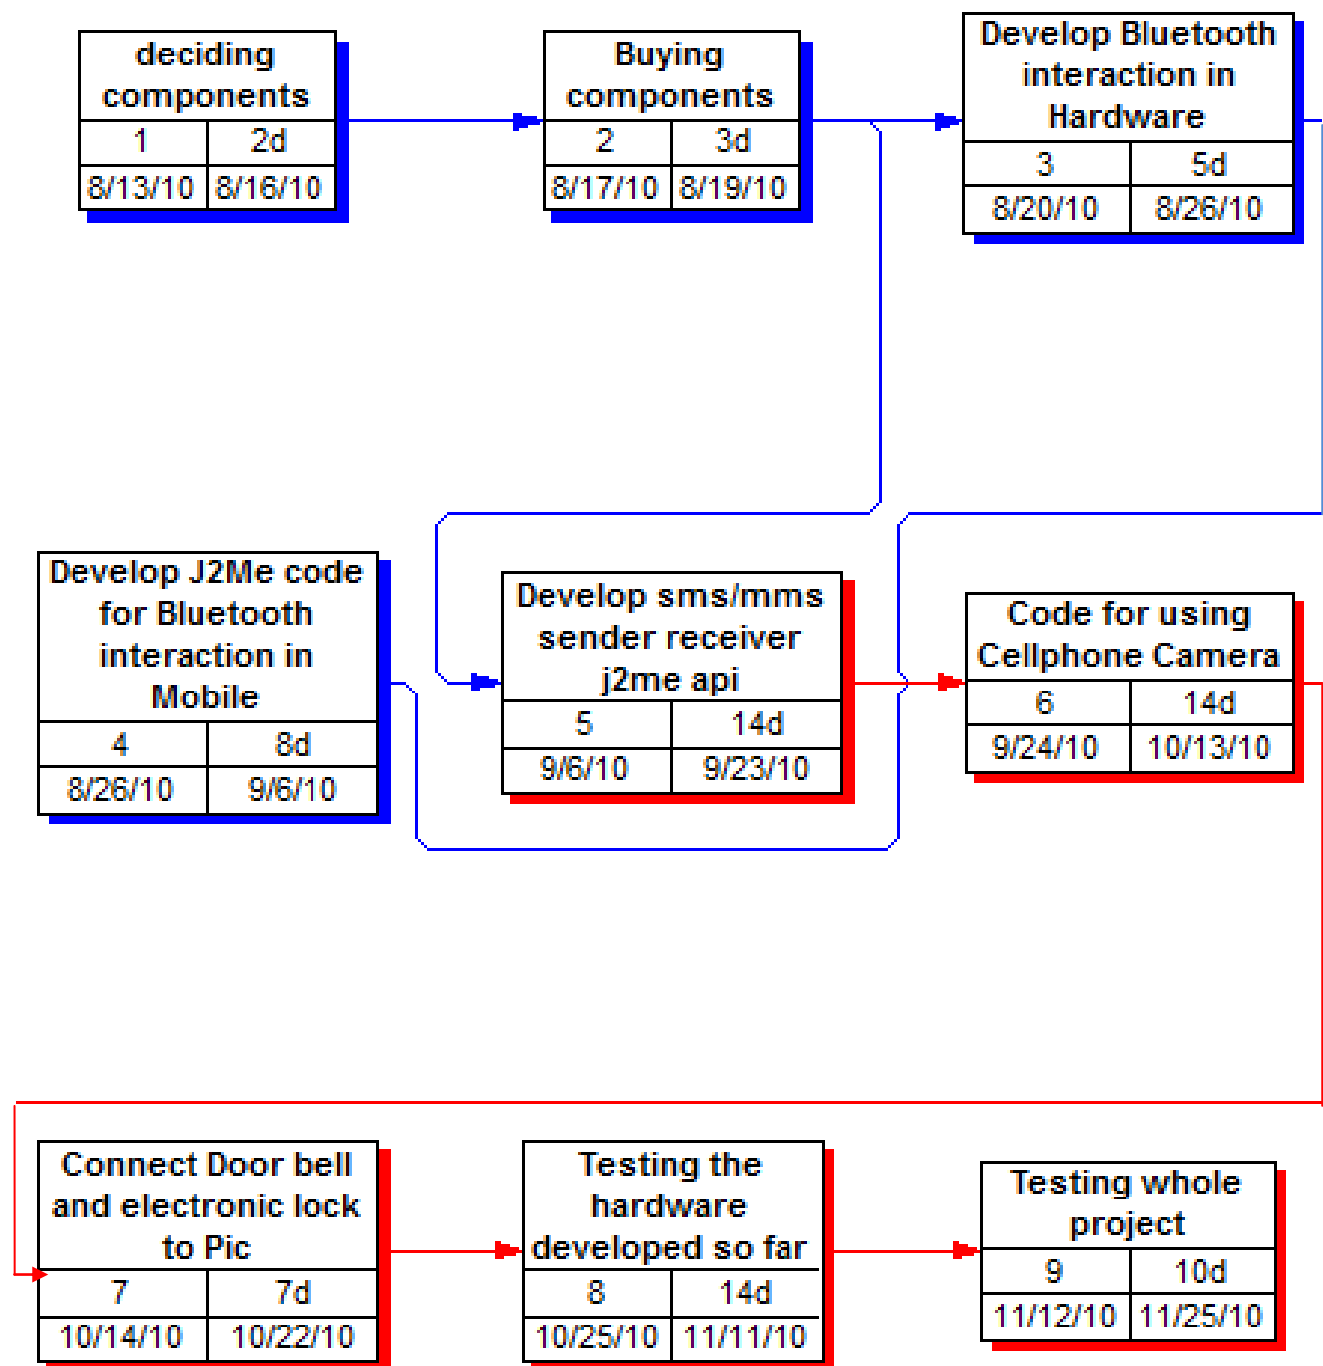 deciding
components
1 2d
8/13/10 8/16/10
Buying
components
2 3d
8/17/10 8/19/10
Develop Bluetooth
interaction in
Hardware
3 5d
8/20/10 8/26/10
Develop J2Me code
for Bluetooth
interaction in
Mobile
4 8d
8/26/10 9/6/10
Develop sms/mms
sender receiver
j2me api
5 14d
9/6/10 9/23/10
Code for using
Cellphone Camera
6 14d
9/24/10 10/13/10
Connect Door bell
and electronic lock
to Pic
7 7d
10/14/10 10/22/10
Testing the
hardware
developed so far
8 14d
10/25/10 11/11/10
Testing whole
project
9 10d
11/12/10 11/25/10